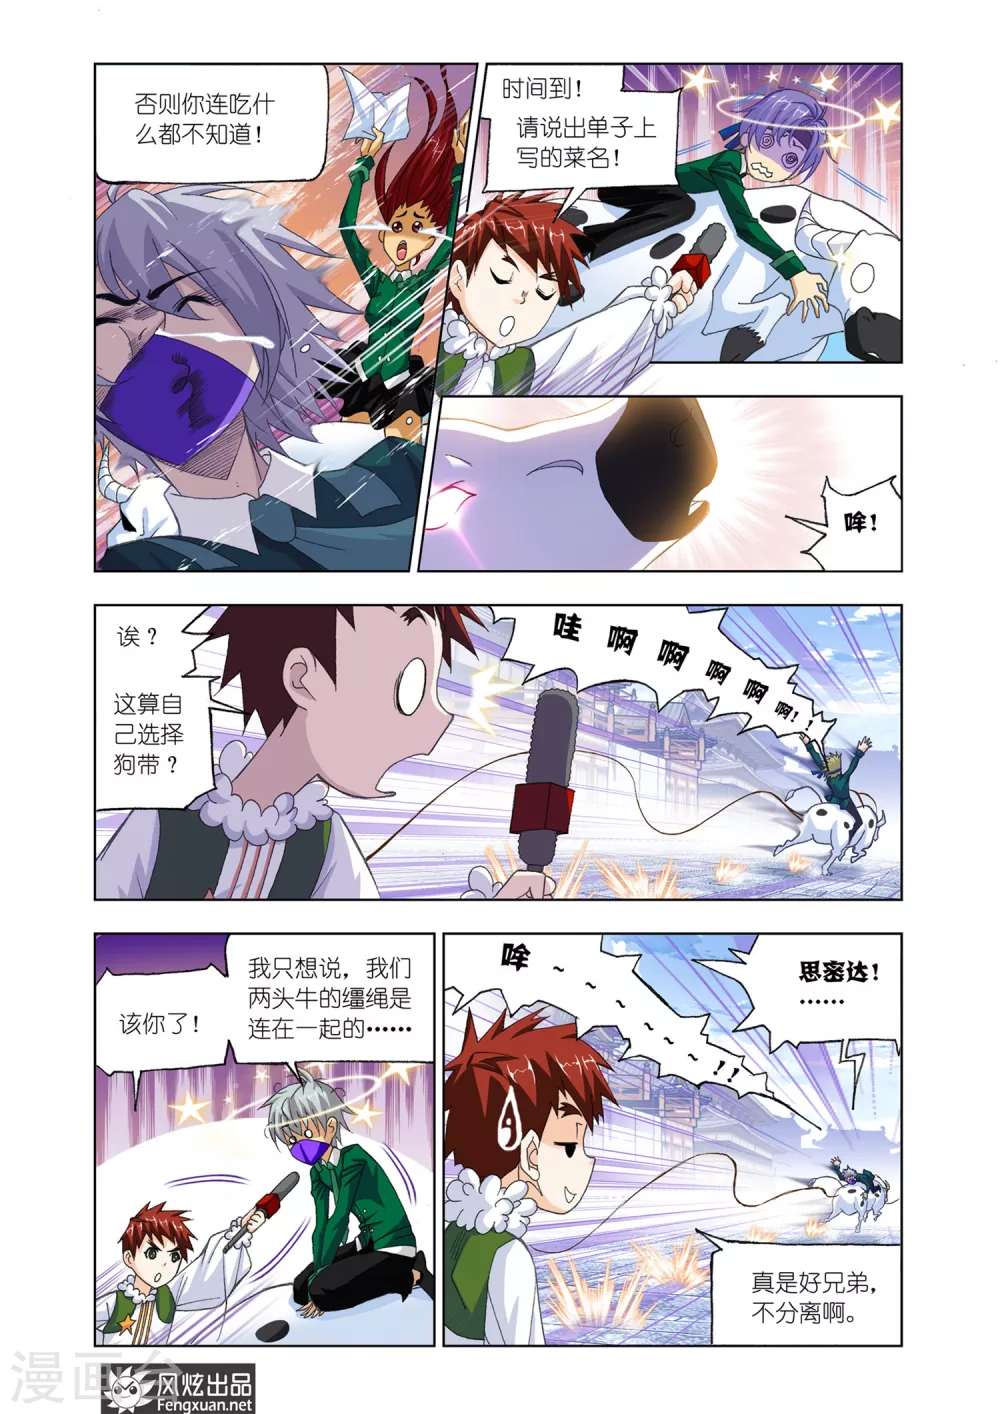 否则你连吃什
么都不知道！
时间到！
请说出单子上
写的菜名！
哞！
诶？
这算自
己选择
狗带？
哇啊啊啊啊啊！！
该你了！
我只想说，我们
两头牛的缰绳是
连在一起的……
哞～～～～～！！
思密达！
……
真是好兄弟，
不分离啊。
漫画台
风炫出品
Fengxuan.net